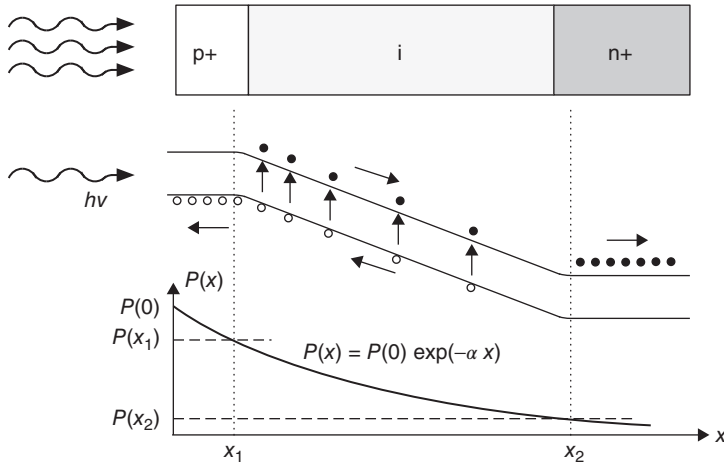 p+ i n+
hv
P(x)
P(0)
P(x₁)
P(x) = P(0) exp(−α x)
P(x₂)
x
x₁ x₂